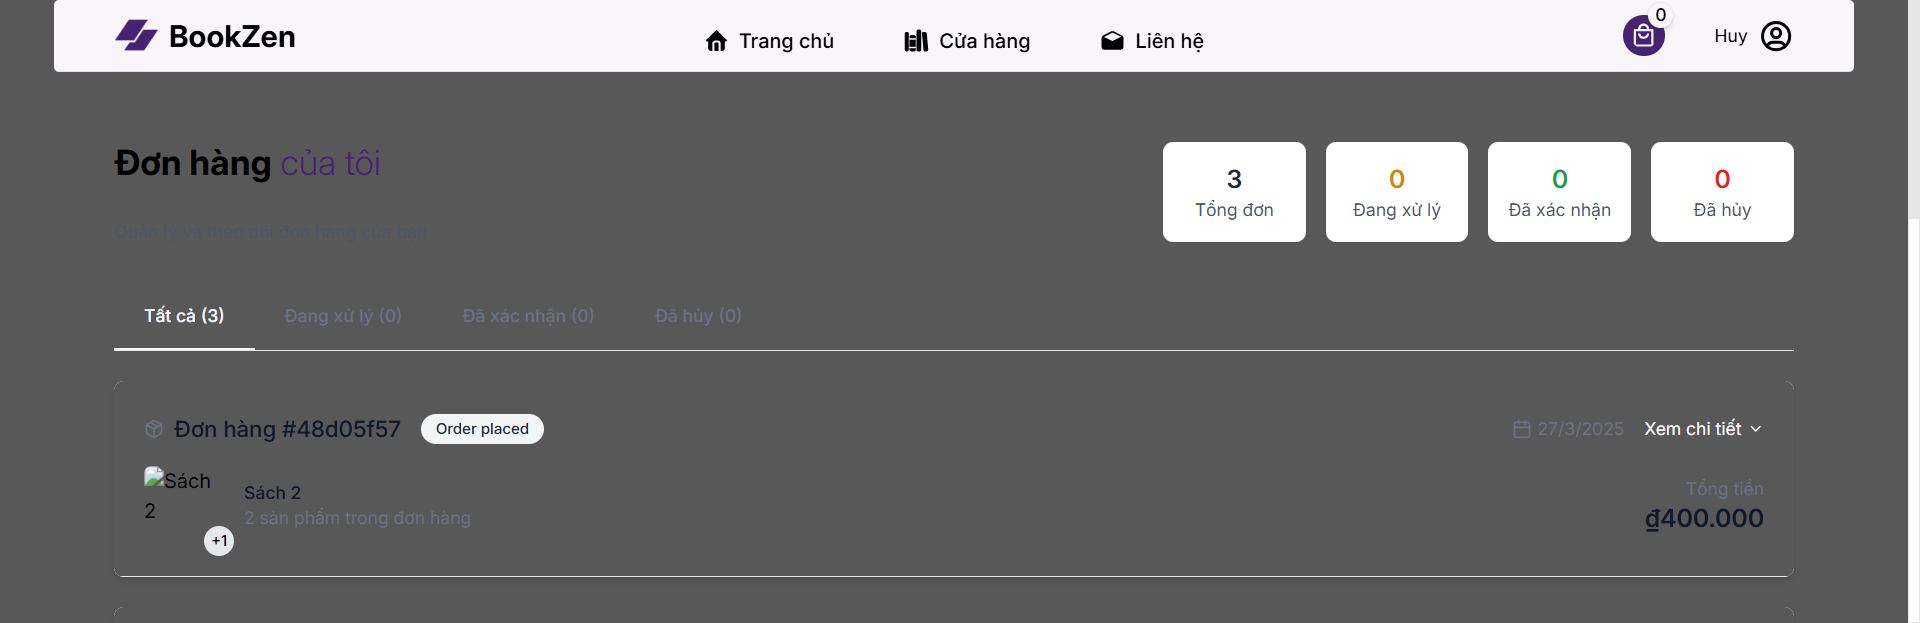 BookZen
Trang chủ
Cửa hàng
Liên hệ
0
Huy
Đơn hàng của tôi
Quản lý và theo dõi đơn hàng của bạn
3
Tổng đơn
0
Đang xử lý
0
Đã xác nhận
0
Đã hủy
Tất cả (3)
Đang xử lý (0)
Đã xác nhận (0)
Đã hủy (0)
Đơn hàng #48d05f57
Order placed
27/3/2025
Xem chi tiết
Sách
2
+1
Sách 2
2 sản phẩm trong đơn hàng
Tổng tiền
₫400.000